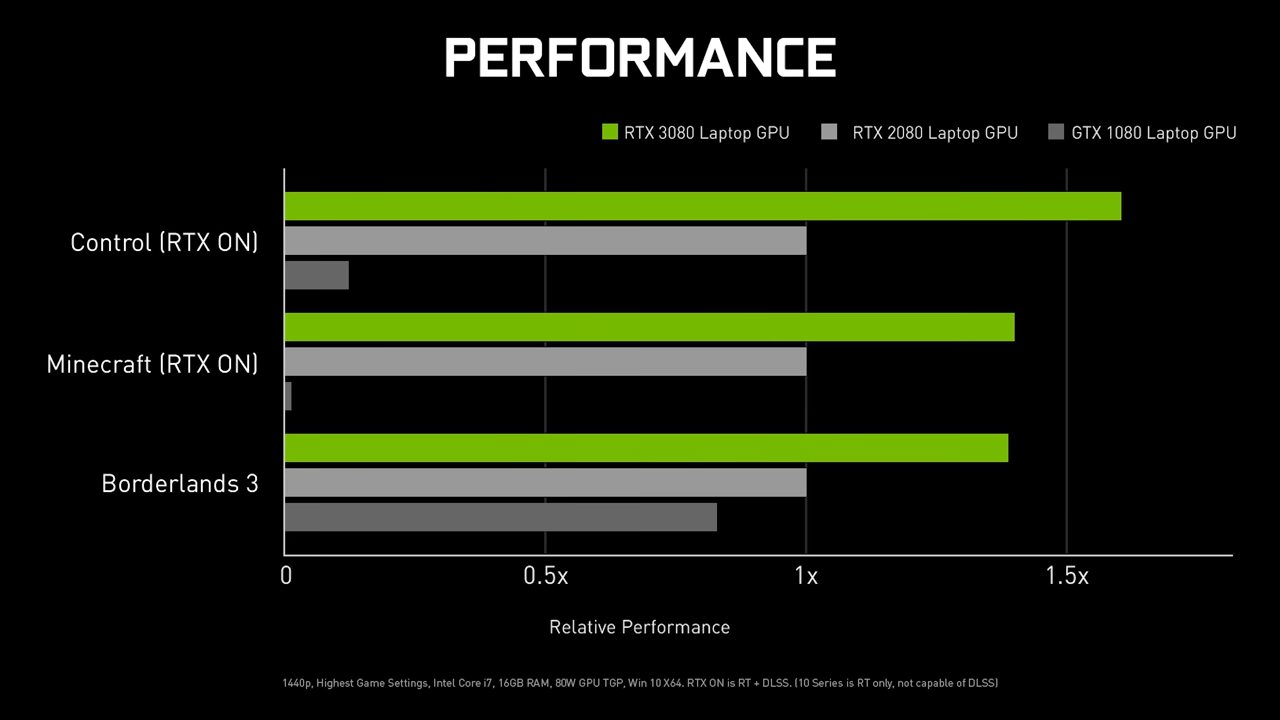 PERFORMANCE
RTX 3080 Laptop GPU RTX 2080 Laptop GPU GTX 1080 Laptop GPU
Control (RTX ON)
Minecraft (RTX ON)
Borderlands 3
0 0.5x 1x 1.5x
Relative Performance
1440p, Highest Game Settings, Intel Core i7, 16GB RAM, 80W GPU TGP, Win 10 X64. RTX ON is RT + DLSS. (10 Series is RT only, not capable of DLSS)